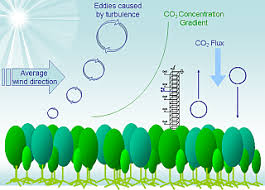 Eddies caused
by turbulence
CO2 Concentration
Gradient
CO2 Flux
Average
wind direction